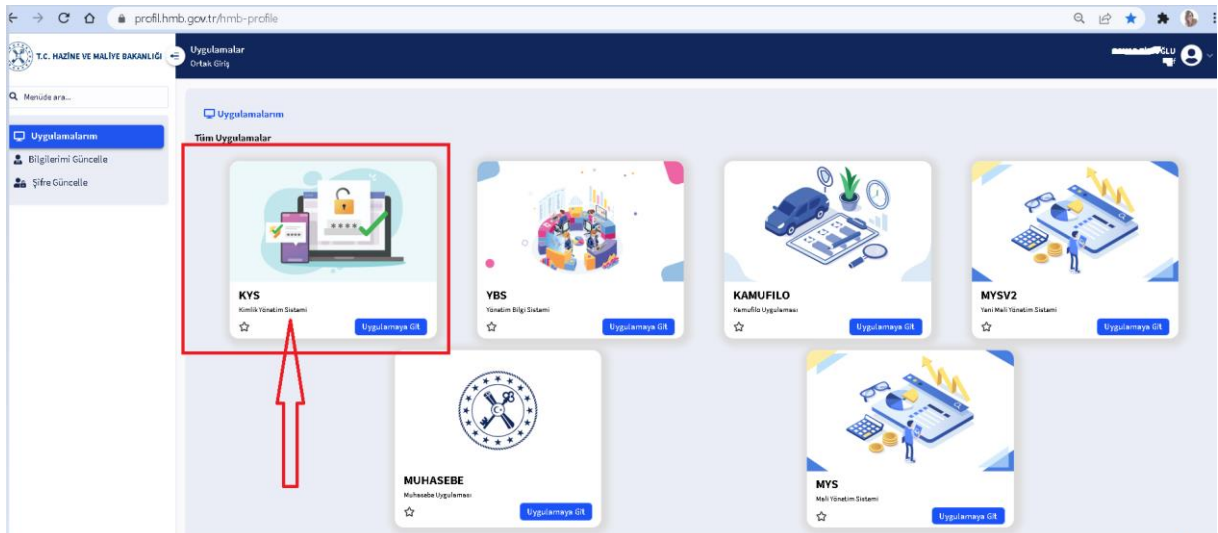 profil.hmb.gov.tr/hmb-profile
T.C. HAZİNE VE MALİYE BAKANLIĞI
Uygulamalar
Ortak Giriş
GLU
Menüde ara...
Uygulamalarım
Bilgilerimi Güncelle
Şifre Güncelle
Uygulamalarım
Tüm Uygulamalar
KYS
Kimlik Yönetim Sistemi
Uygulamaya Git
YBS
Yönetim Bilgi Sistemi
Uygulamaya Git
KAMUFILO
Kamufilo Uygulaması
Uygulamaya Git
MYSV2
Yeni Mali Yönetim Sistemi
Uygulamaya Git
MUHASEBE
Muhasebe Uygulaması
Uygulamaya Git
MYS
Mali Yönetim Sistemi
Uygulamaya Git